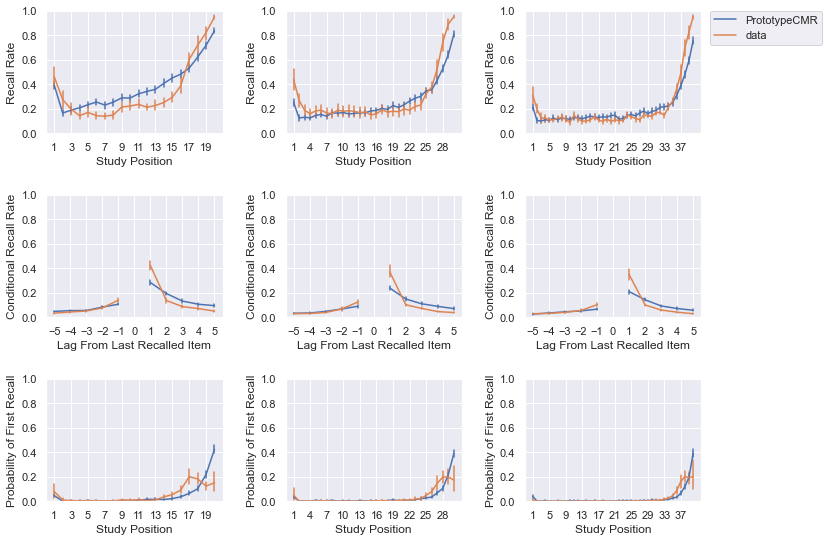 1.0
0.8
0.6
0.4
0.2
0.0
Recall Rate
1 3 5 7 9 11 13 15 17 19
Study Position
1.0
0.8
0.6
0.4
0.2
0.0
Recall Rate
1 4 7 10 13 16 19 22 25 28
Study Position
1.0
0.8
0.6
0.4
0.2
0.0
Recall Rate
1 5 9 13 17 21 25 29 33 37
Study Position
PrototypeCMR
data
1.0
0.8
0.6
0.4
0.2
0.0
Conditional Recall Rate
−5 −4 −3 −2 −1 0 1 2 3 4 5
Lag From Last Recalled Item
1.0
0.8
0.6
0.4
0.2
0.0
Conditional Recall Rate
−5 −4 −3 −2 −1 0 1 2 3 4 5
Lag From Last Recalled Item
1.0
0.8
0.6
0.4
0.2
0.0
Conditional Recall Rate
−5 −4 −3 −2 −1 0 1 2 3 4 5
Lag From Last Recalled Item
1.0
0.8
0.6
0.4
0.2
0.0
Probability of First Recall
1 3 5 7 9 11 13 15 17 19
Study Position
1.0
0.8
0.6
0.4
0.2
0.0
Probability of First Recall
1 4 7 10 13 16 19 22 25 28
Study Position
1.0
0.8
0.6
0.4
0.2
0.0
Probability of First Recall
1 5 9 13 17 21 25 29 33 37
Study Position